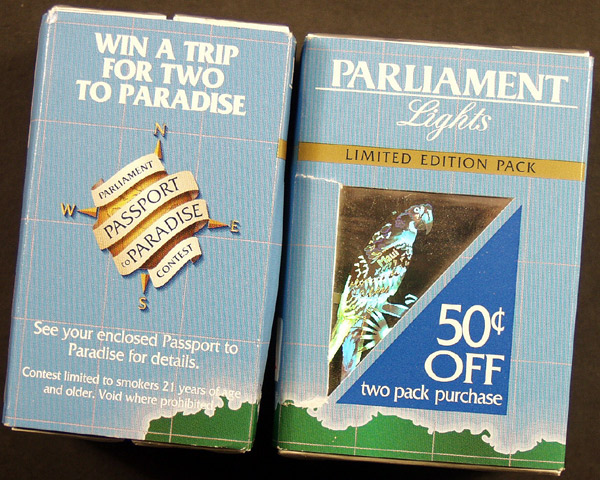 WIN A TRIP
FOR TWO
TO PARADISE
N
PARLIAMENT
PASSPORT
W
E
to PARADISE
CONTEST
S
See your enclosed Passport to
Paradise for details.
Contest limited to smokers 21 years of age
and older. Void where prohibited.
PARLIAMENT
Lights
LIMITED EDITION PACK
50¢
OFF
two pack purchase